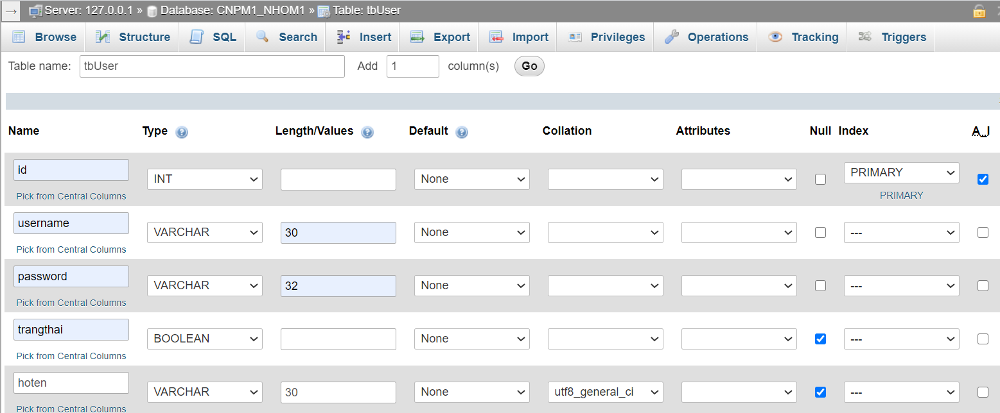 Server: 127.0.0.1 » Database: CNPM1_NHOM1 » Table: tbUser
Browse Structure SQL Search Insert Export Import Privileges Operations Tracking Triggers
Table name: tbUser Add 1 column(s) Go
Name Type Length/Values Default Collation Attributes Null Index A_I
id INT None PRIMARY
Pick from Central Columns PRIMARY
username VARCHAR 30 None ---
Pick from Central Columns
password VARCHAR 32 None ---
Pick from Central Columns
trangthai BOOLEAN None ---
Pick from Central Columns
hoten VARCHAR 30 None utf8_general_ci ---
Pick from Central Columns